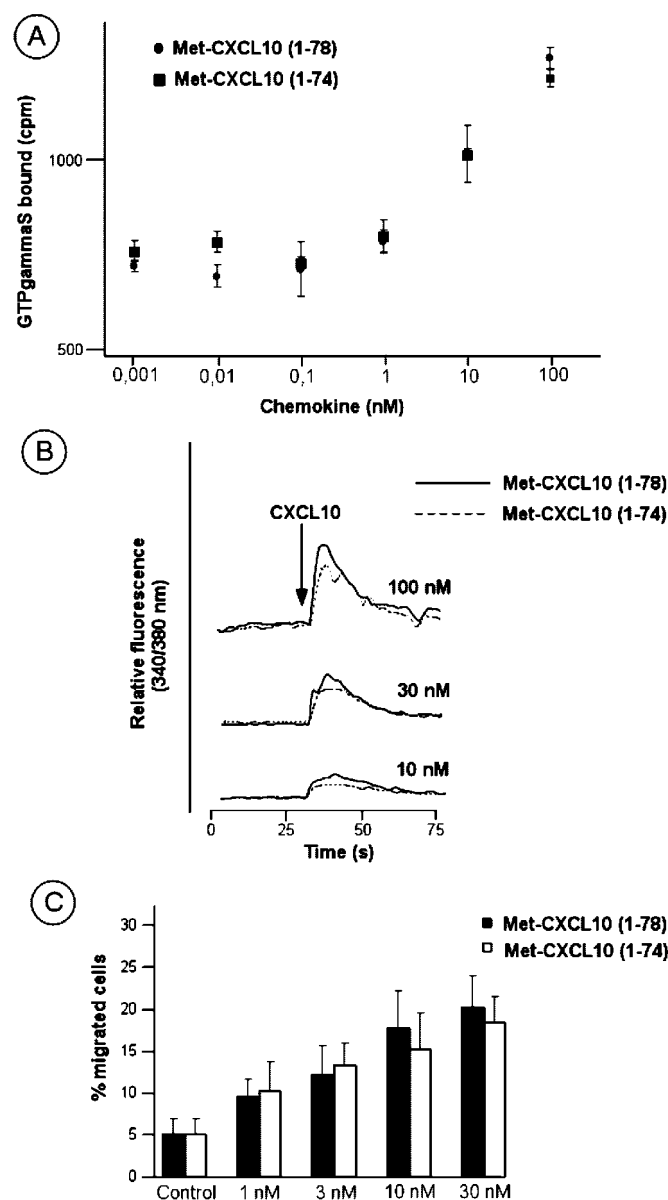 A
Met-CXCL10 (1-78)
Met-CXCL10 (1-74)
GTPgammaS bound (cpm)
1000
500
0,001 0,01 0,1 1 10 100
Chemokine (nM)
B
Met-CXCL10 (1-78)
Met-CXCL10 (1-74)
CXCL10
100 nM
30 nM
10 nM
Relative fluorescence
(340/380 nm)
0 25 50 75
Time (s)
C
Met-CXCL10 (1-78)
Met-CXCL10 (1-74)
% migrated cells
30
25
20
15
10
5
0
Control 1 nM 3 nM 10 nM 30 nM